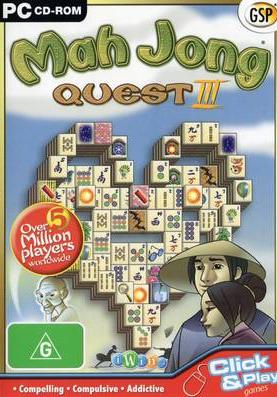 PC CD-ROM
GSP
Mah Jong
QUEST III
Over 5
Million
players
worldwide
G
iWin
Click
& Play
games
• Compelling • Compulsive • Addictive